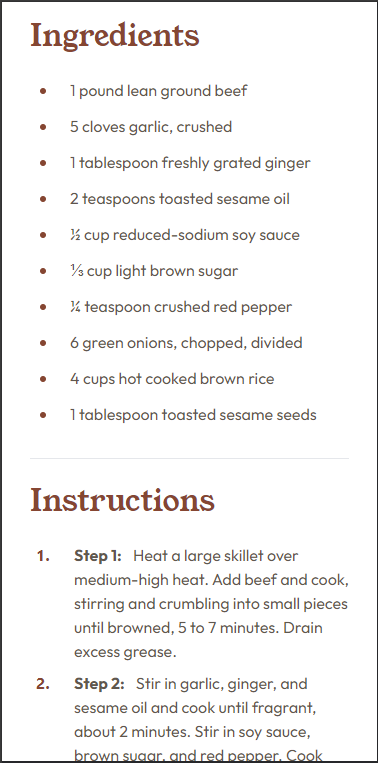 Ingredients
• 1 pound lean ground beef
• 5 cloves garlic, crushed
• 1 tablespoon freshly grated ginger
• 2 teaspoons toasted sesame oil
• ½ cup reduced-sodium soy sauce
• ⅓ cup light brown sugar
• ¼ teaspoon crushed red pepper
• 6 green onions, chopped, divided
• 4 cups hot cooked brown rice
• 1 tablespoon toasted sesame seeds
Instructions
1. Step 1: Heat a large skillet over
medium-high heat. Add beef and cook,
stirring and crumbling into small pieces
until browned, 5 to 7 minutes. Drain
excess grease.
2. Step 2: Stir in garlic, ginger, and
sesame oil and cook until fragrant,
about 2 minutes. Stir in soy sauce,
brown sugar, and red pepper. Cook